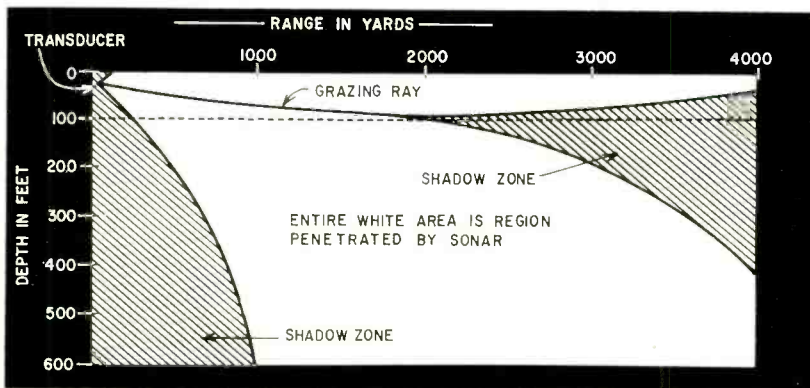 RANGE IN YARDS
TRANSDUCER
1000
2000
3000
4000
0
GRAZING RAY
100
SHADOW ZONE
200
ENTIRE WHITE AREA IS REGION
PENETRATED BY SONAR
300
DEPTH IN FEET
400
500
SHADOW ZONE
600